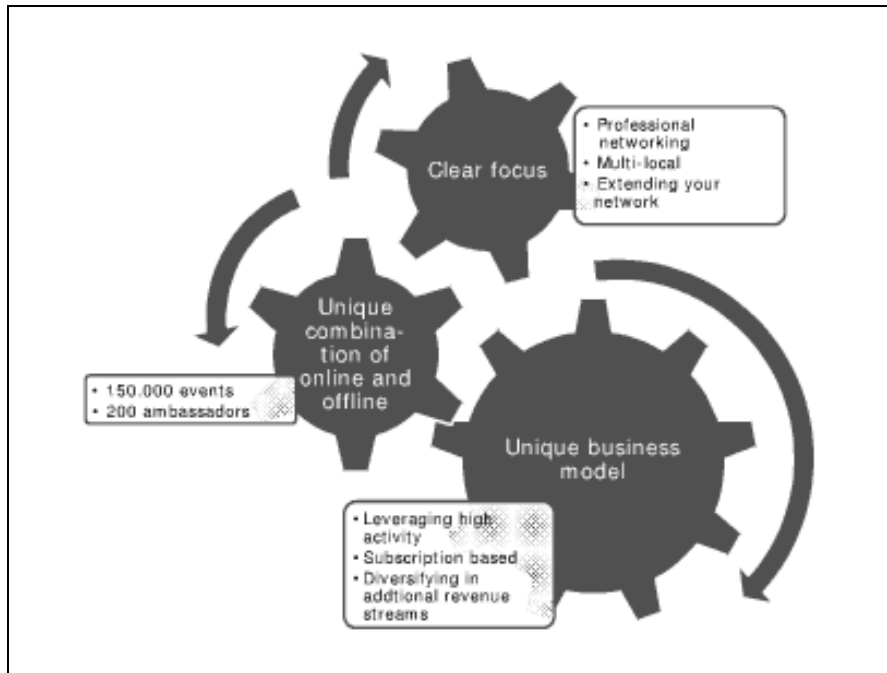 Clear focus
• Professional
networking
• Multi-local
• Extending your
network
Unique
combina-
tion of
online and
offline
• 150.000 events
• 200 ambassadors
Unique business
model
• Leveraging high
activity
• Subscription based
• Diversifying in
addtional revenue
streams